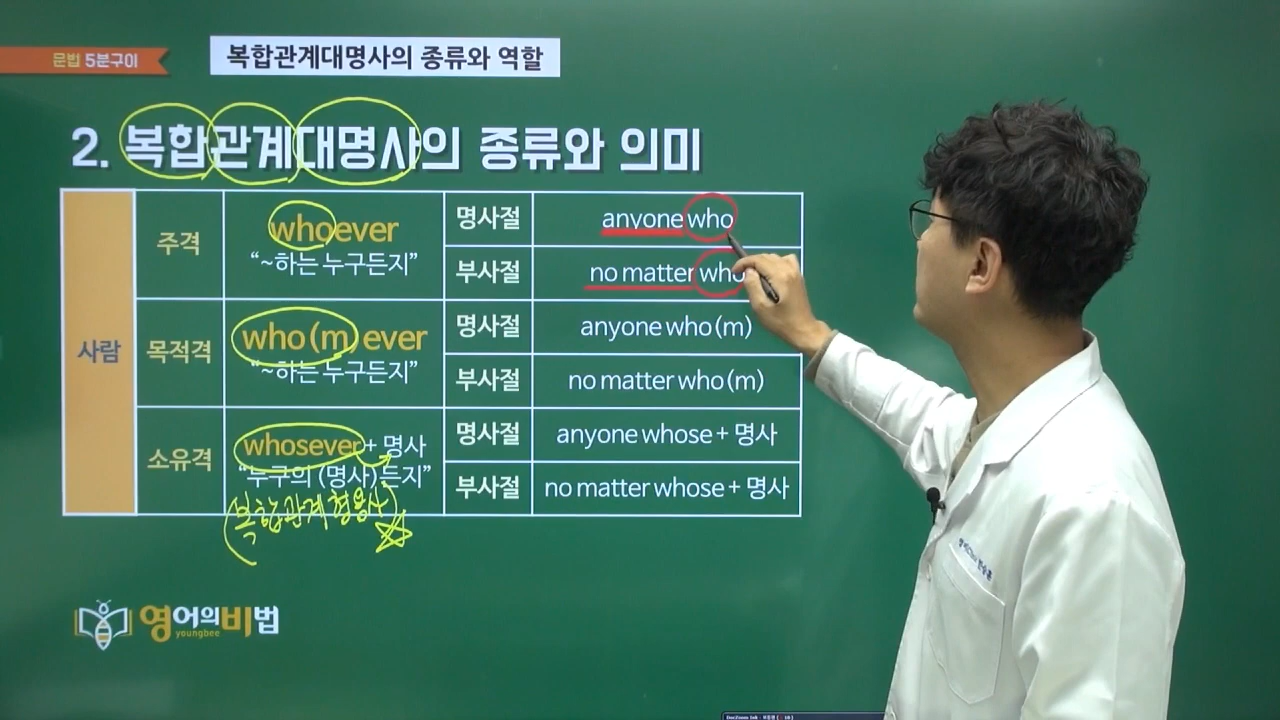 문법 5분구이
복합관계대명사의 종류와 역할
2. 복합관계대명사의 종류와 의미
사람
주격
whoever
“~하는 누구든지”
명사절
anyone who
부사절
no matter who
목적격
who(m) ever
“~하는 누구든지”
명사절
anyone who(m)
부사절
no matter who(m)
소유격
whosever + 명사
“누구의 (명사)든지”
명사절
anyone whose + 명사
부사절
no matter whose + 명사
(복합관계형용사)
영어의비법
youngbee